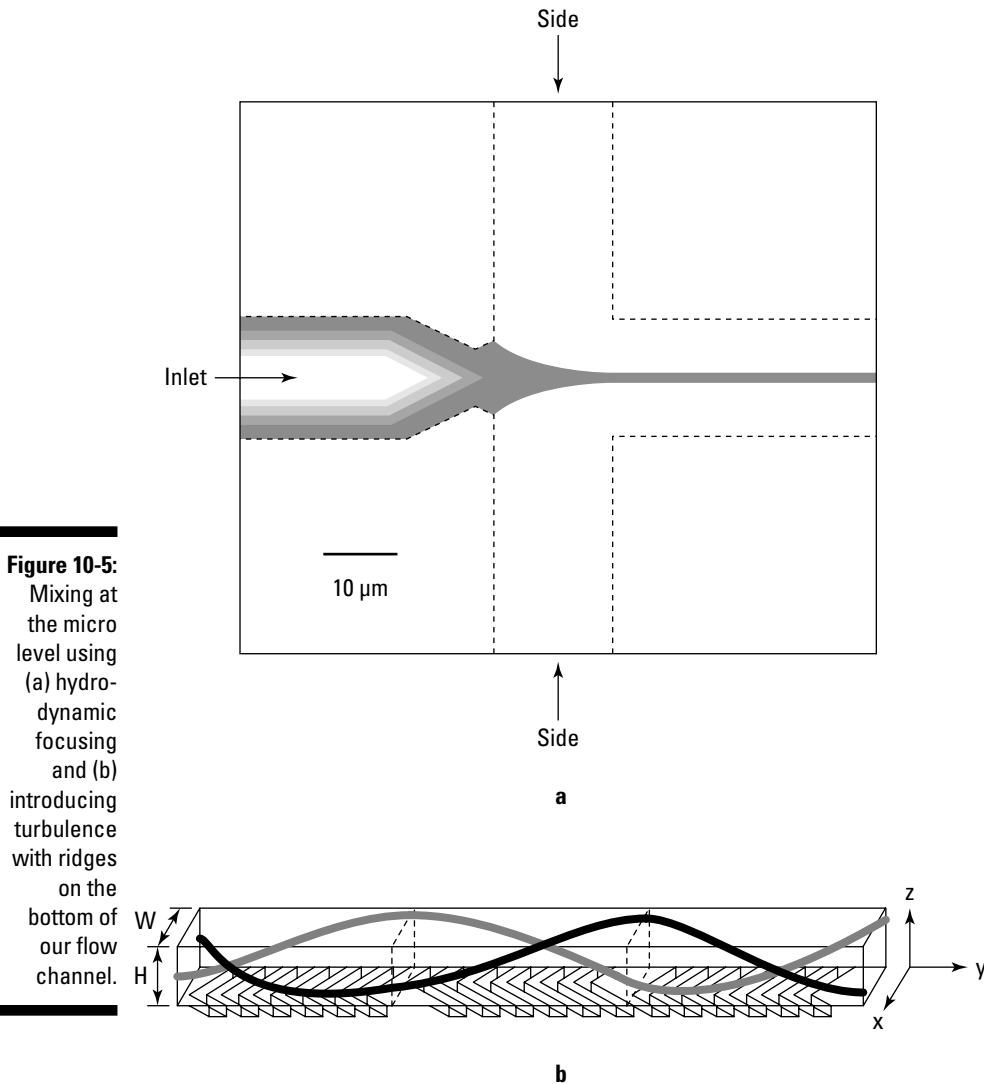 Side
Inlet
10 µm
Side
a
Figure 10-5:
Mixing at
the micro
level using
(a) hydro-
dynamic
focusing
and (b)
introducing
turbulence
with ridges
on the
bottom of
our flow
channel.
W
H
z
y
x
b